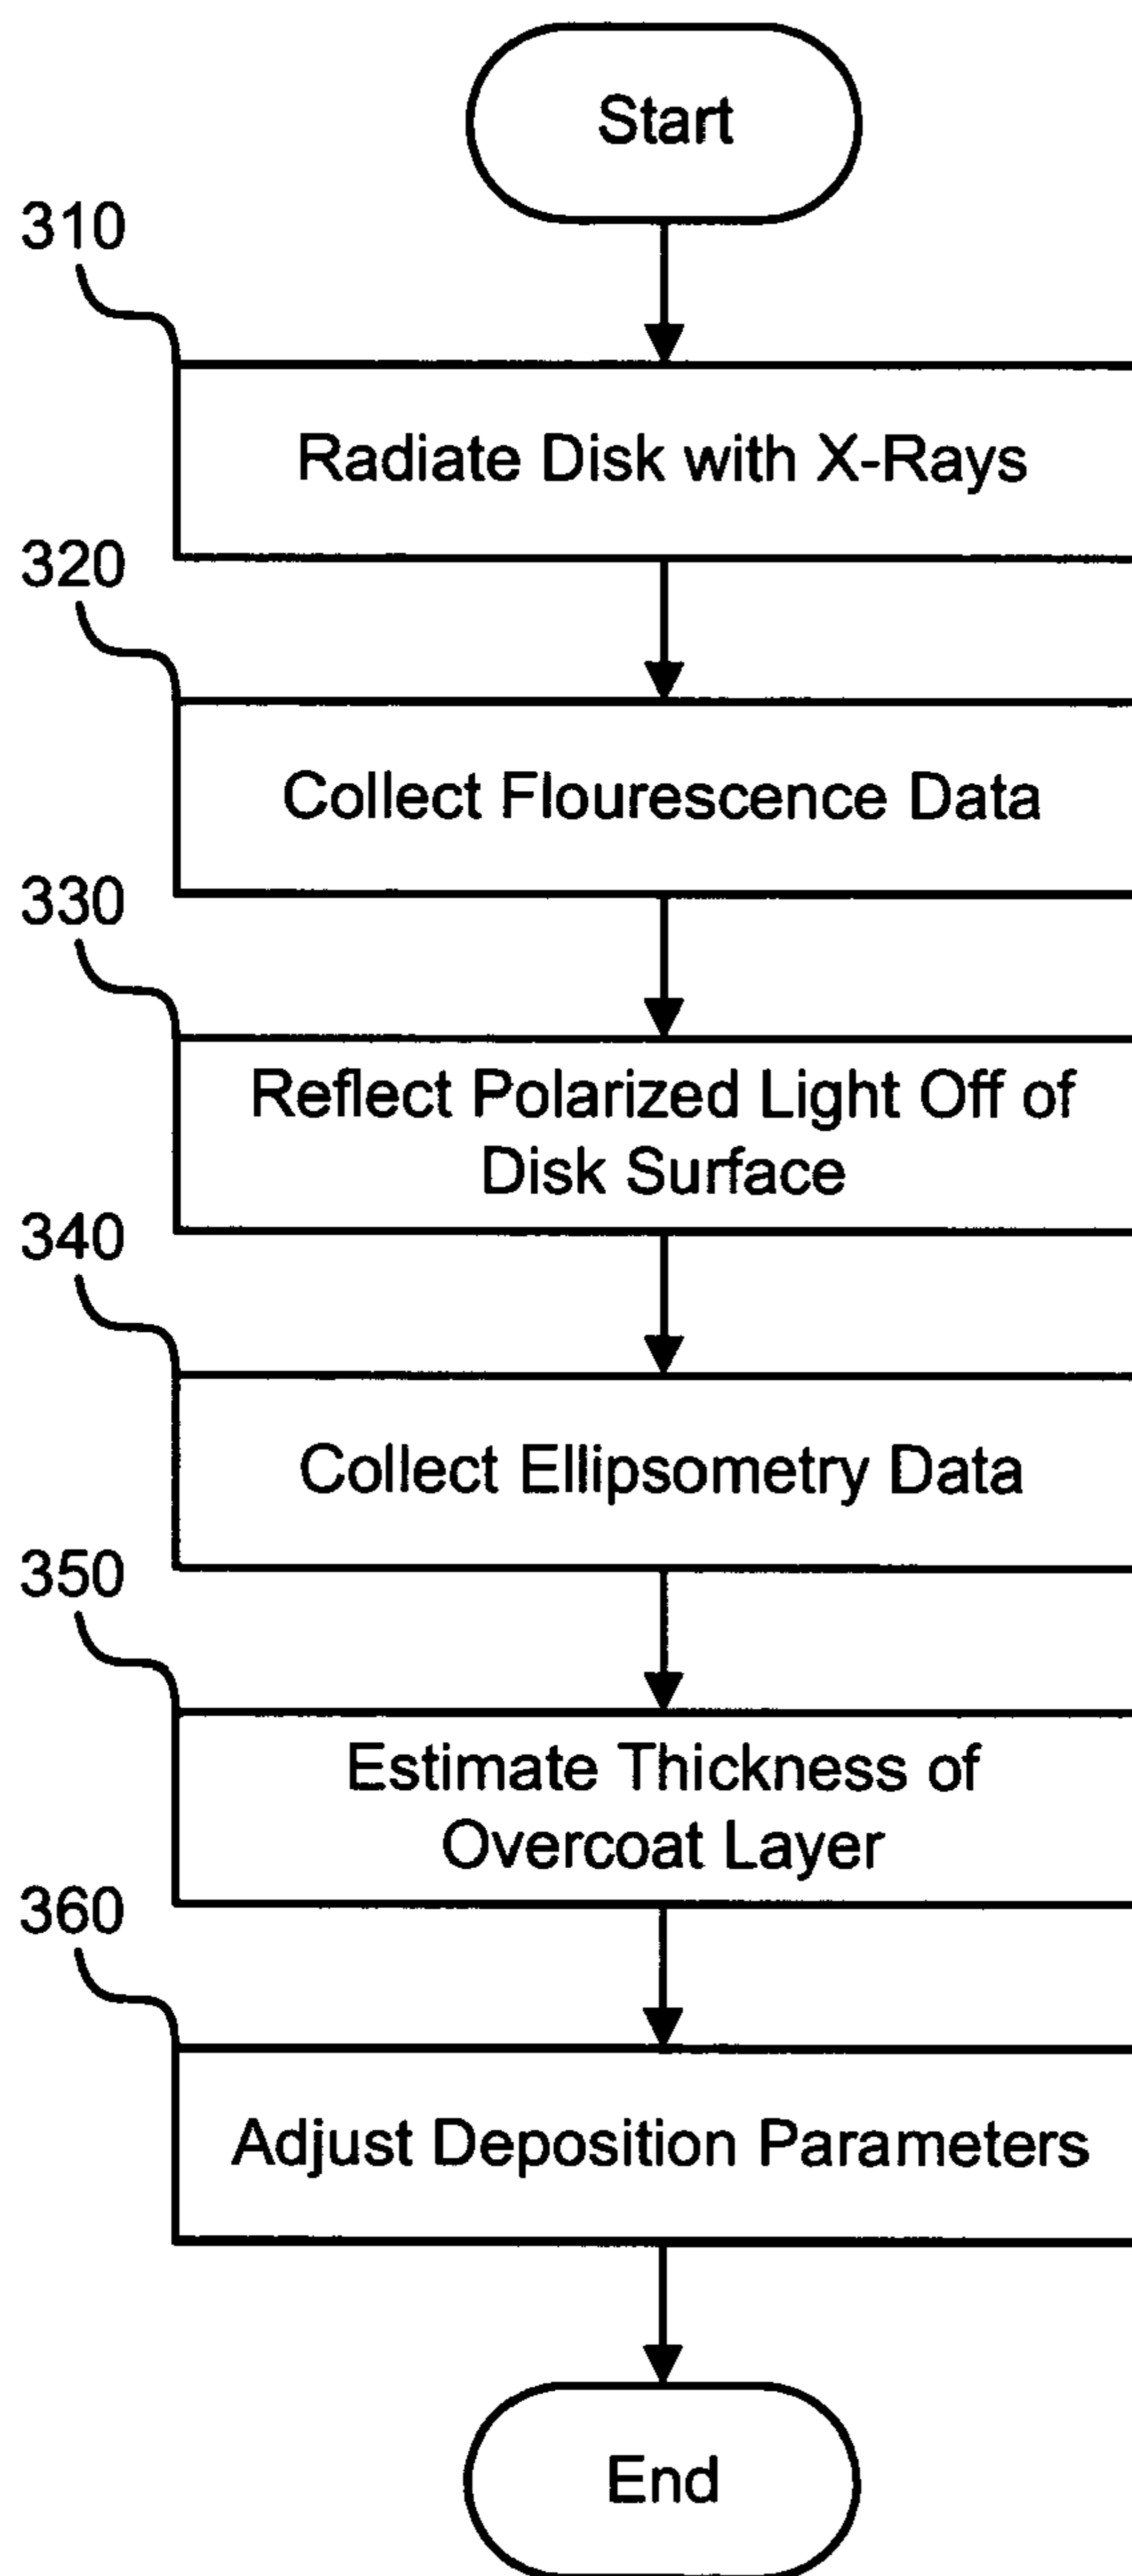 Start
310
Radiate Disk with X-Rays
320
Collect Flourescence Data
330
Reflect Polarized Light Off of
Disk Surface
340
Collect Ellipsometry Data
350
Estimate Thickness of
Overcoat Layer
360
Adjust Deposition Parameters
End